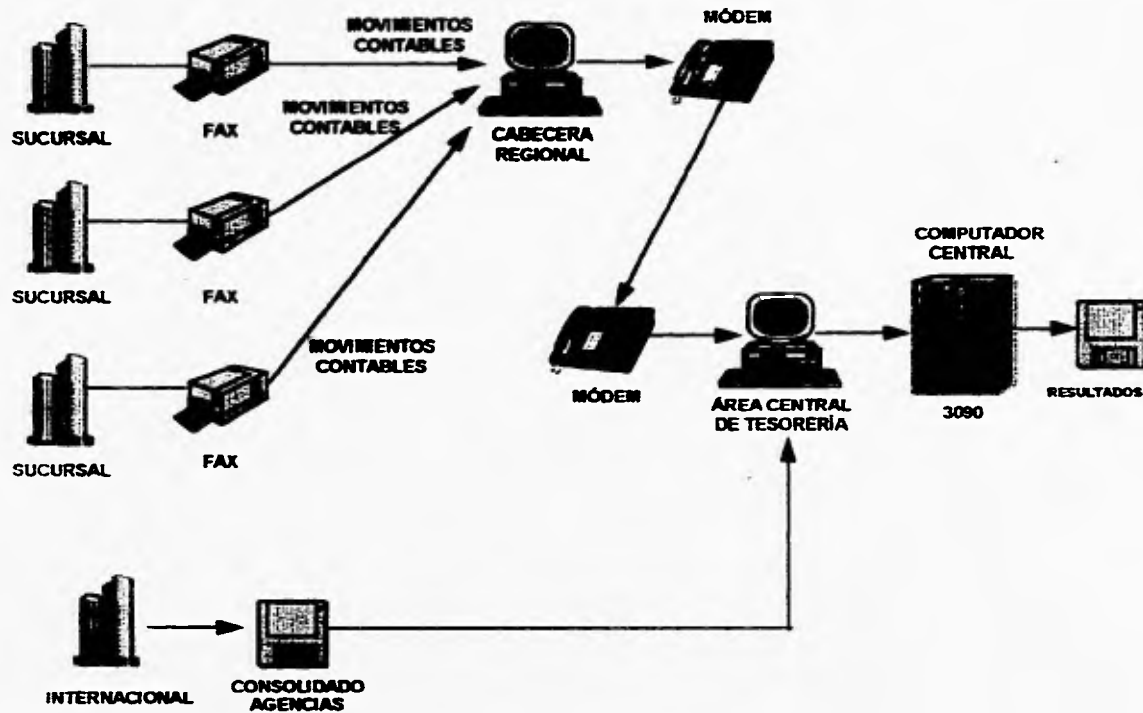 MOVIMIENTOS
CONTABLES
MÓDEM
SUCURSAL
FAX
MOVIMIENTOS
CONTABLES
CABECERA
REGIONAL
SUCURSAL
FAX
COMPUTADOR
CENTRAL
MOVIMIENTOS
CONTABLES
SUCURSAL
FAX
MÓDEM
ÁREA CENTRAL
DE TESORERÍA
3090
RESULTADOS
INTERNACIONAL
CONSOLIDADO
AGENCIAS